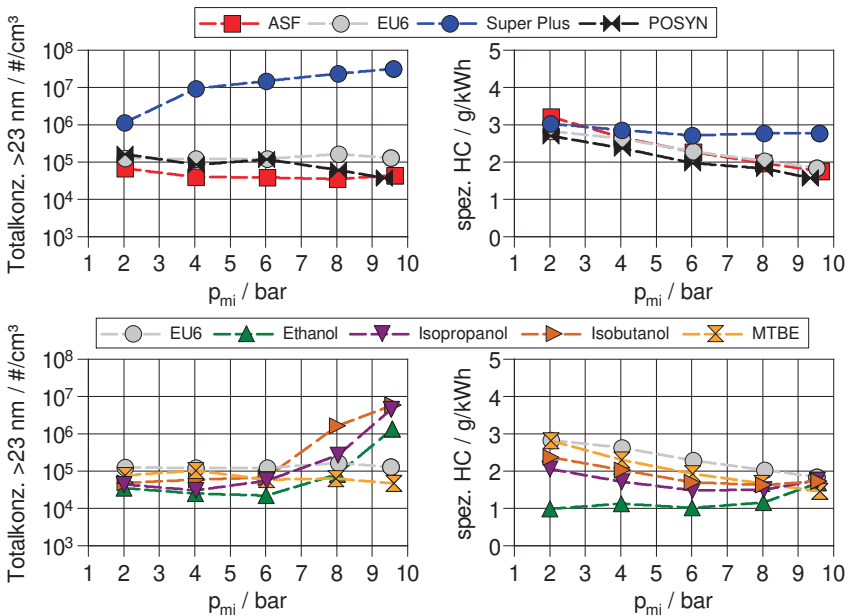 ASF EU6 Super Plus POSYN
Totalkonz. >23 nm / #/cm³
10⁸
10⁷
10⁶
10⁵
10⁴
10³
1 2 3 4 5 6 7 8 9 10
pₘᵢ / bar
spez. HC / g/kWh
5
4
3
2
1
0
1 2 3 4 5 6 7 8 9 10
pₘᵢ / bar
EU6 Ethanol Isopropanol Isobutanol MTBE
Totalkonz. >23 nm / #/cm³
10⁸
10⁷
10⁶
10⁵
10⁴
10³
1 2 3 4 5 6 7 8 9 10
pₘᵢ / bar
spez. HC / g/kWh
5
4
3
2
1
0
1 2 3 4 5 6 7 8 9 10
pₘᵢ / bar